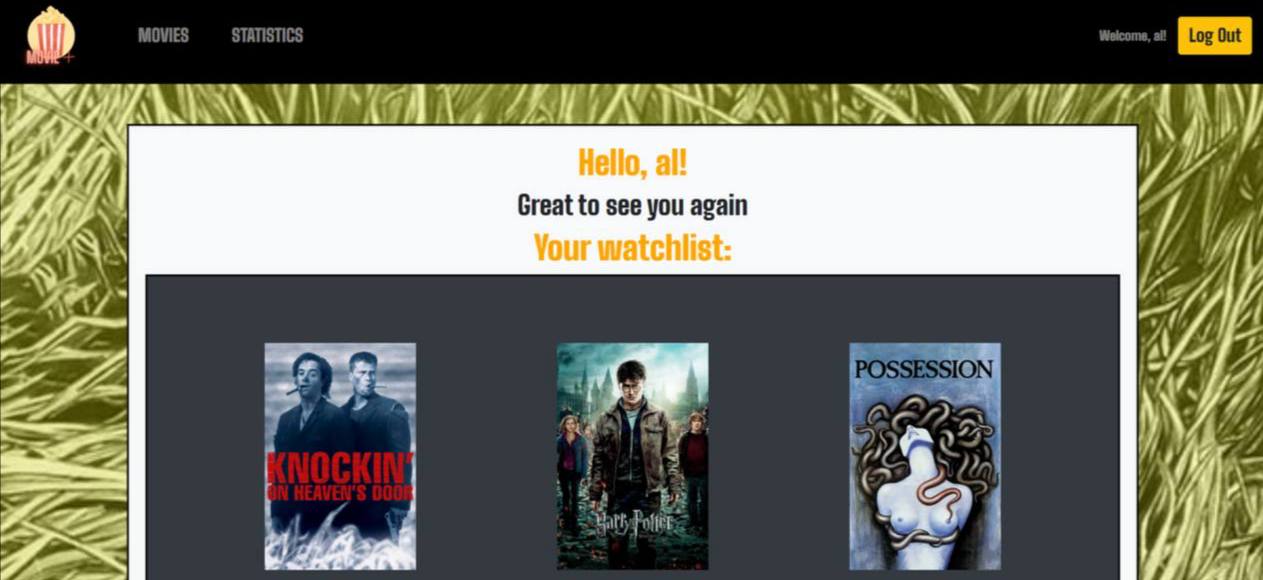 MOVIE+
MOVIES
STATISTICS
Welcome, al!
Log Out
Hello, al!
Great to see you again
Your watchlist:
KNOCKIN'
ON HEAVEN'S DOOR
Harry Potter
POSSESSION